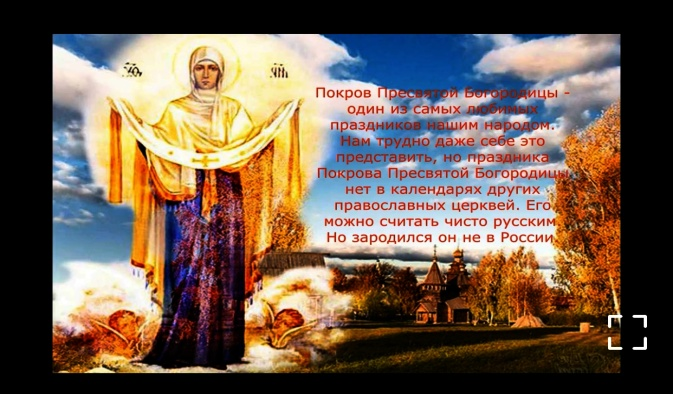 Покров Пресвятой Богородицы -
один из самых любимых
праздников нашим народом.
Нам трудно даже себе это
представить, но праздника
Покрова Пресвятой Богородицы
нет в календарях других
православных церквей. Его
можно считать чисто русским.
Но зародился он не в России